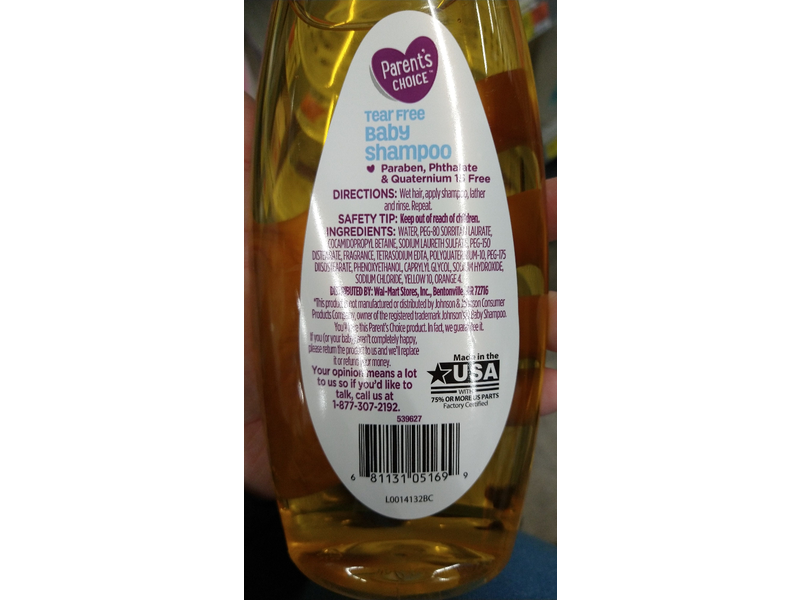 Parent's
CHOICE™
Tear Free
Baby
shampoo
Paraben, Phthalate
& Quaternium 15 Free
DIRECTIONS: Wet hair, apply shampoo, lather
and rinse. Repeat.
SAFETY TIP: Keep out of reach of children.
INGREDIENTS: WATER, PEG-80 SORBITAN LAURATE,
COCAMIDOPROPYL BETAINE, SODIUM LAURETH SULFATE, PEG-150
DISTEARATE, FRAGRANCE, TETRASODIUM EDTA, POLYQUATERNIUM-10, PEG-175
DIISOSTEARATE, PHENOXYETHANOL, CAPRYLYL GLYCOL, SODIUM HYDROXIDE,
SODIUM CHLORIDE, YELLOW 10, ORANGE 4.
DISTRIBUTED BY: Wal-Mart Stores, Inc., Bentonville, AR 72716
*This product is not manufactured or distributed by Johnson & Johnson Consumer
Products Company, owner of the registered trademark Johnson's® Baby Shampoo.
You'll like this Parent's Choice product. In fact, we guarantee it.
If you (or your baby) aren't completely happy,
please return the product to us and we'll replace
it or refund your money.
Your opinion means a lot
to us so if you'd like to
talk, call us at
1-877-307-2192.
Made in the
USA
WITH
75% OR MORE US PARTS
Factory Certified
539627
6 81131 05169 9
L0014132BC